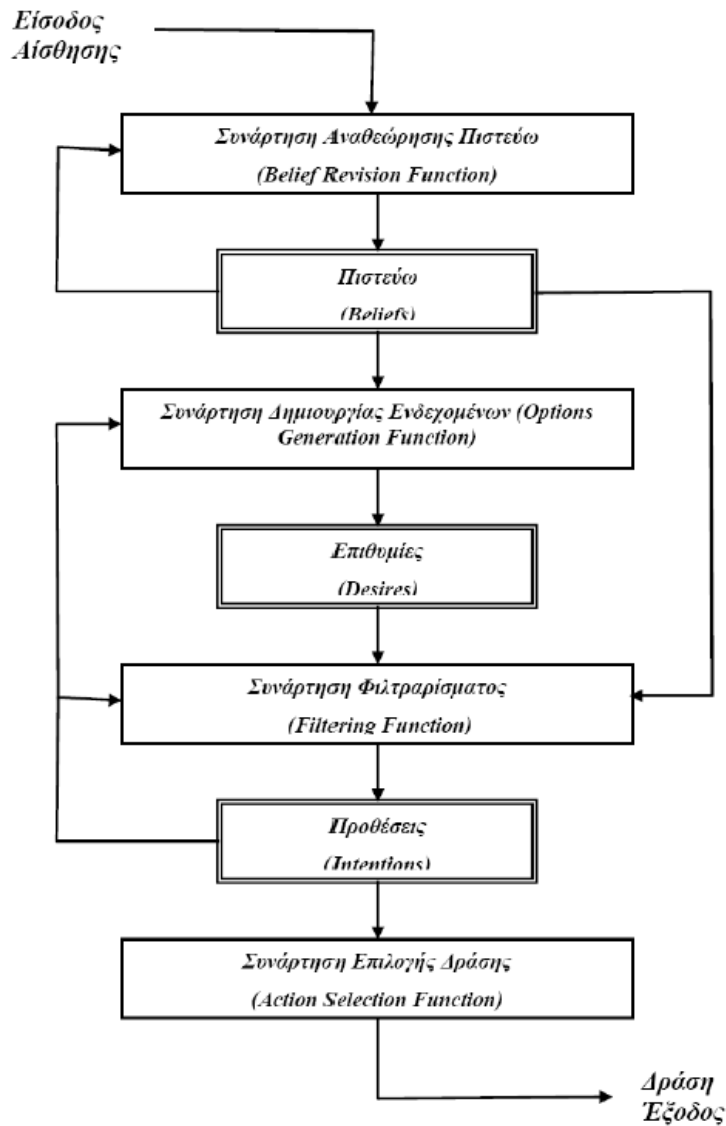 Είσοδος
Αίσθησης
Συνάρτηση Αναθεώρησης Πιστεύω
(Belief Revision Function)
Πιστεύω
(Beliefs)
Συνάρτηση Δημιουργίας Ενδεχομένων (Options
Generation Function)
Επιθυμίες
(Desires)
Συνάρτηση Φιλτραρίσματος
(Filtering Function)
Προθέσεις
(Intentions)
Συνάρτηση Επιλογής Δράσης
(Action Selection Function)
Δράση
Έξοδος